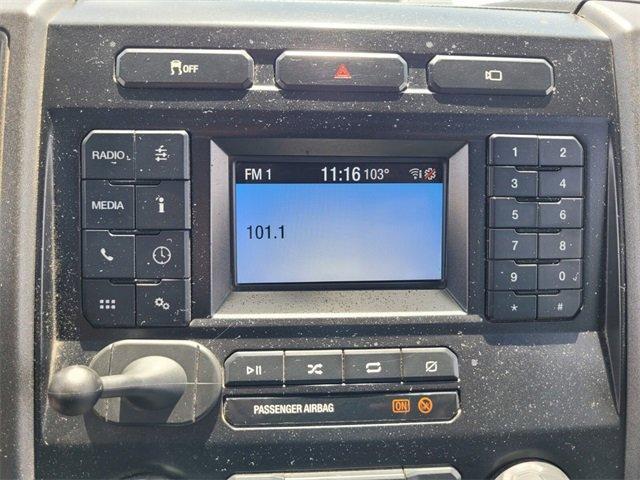 OFF
RADIO
MEDIA
FM 1 11:16 103°
101.1
1 2
3 4
5 6
7 8
9 0
* #
PASSENGER AIRBAG ON